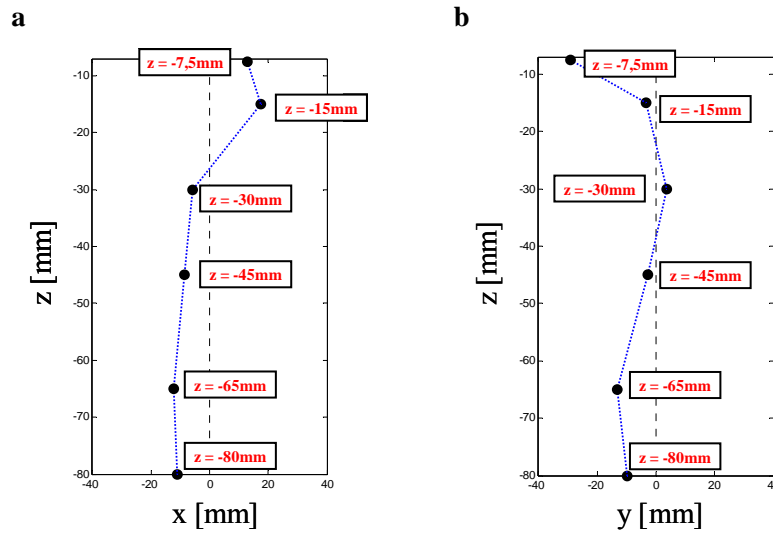 a
z = -7,5mm
z = -15mm
z = -30mm
z = -45mm
z = -65mm
z = -80mm
-10
-20
-30
-40
-50
-60
-70
-80
-40
-20
0
20
40
z [mm]
x [mm]
b
z = -7,5mm
z = -15mm
z = -30mm
z = -45mm
z = -65mm
z = -80mm
-10
-20
-30
-40
-50
-60
-70
-80
-40
-20
0
20
40
z [mm]
y [mm]